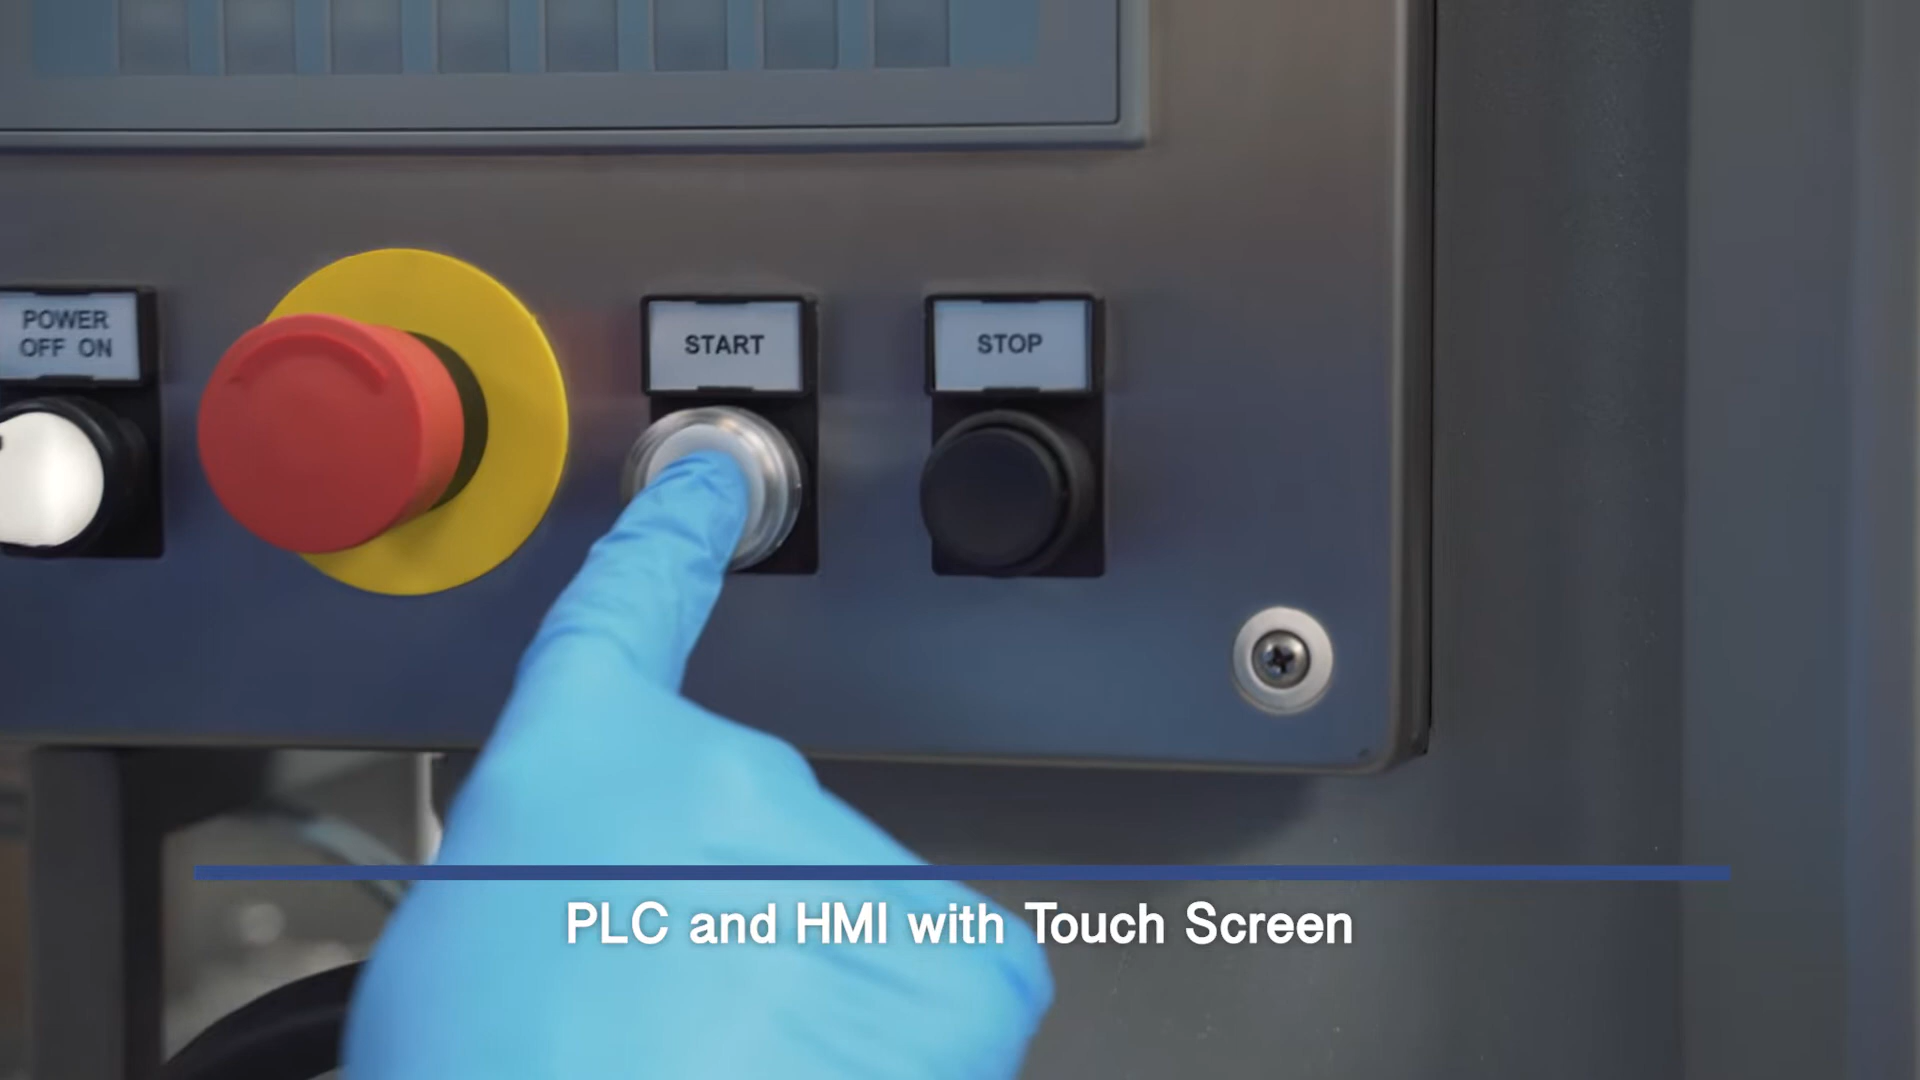 POWER
OFF ON
START
STOP
PLC and HMI with Touch Screen